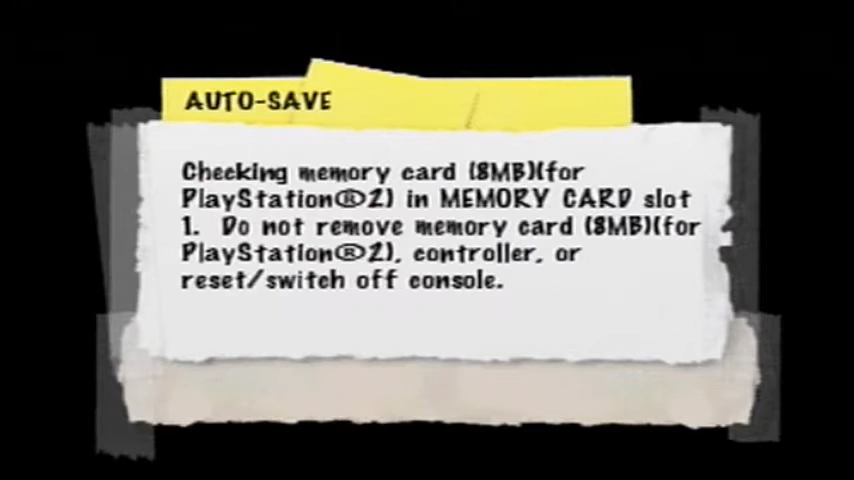 AUTO-SAVE
Checking memory card (8MB)(for
PlayStation®2) in MEMORY CARD slot
1.  Do not remove memory card (8MB)(for
PlayStation®2), controller, or
reset/switch off console.